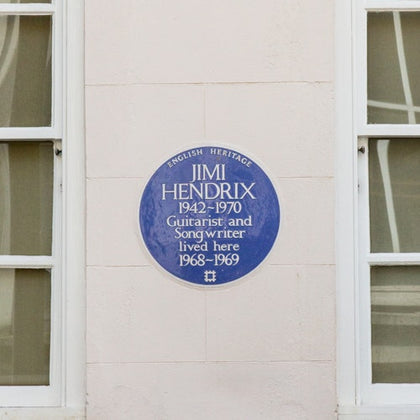 ENGLISH HERITAGE
JIMI
HENDRIX
1942~1970
Guitarist and
Songwriter
lived here
1968~1969